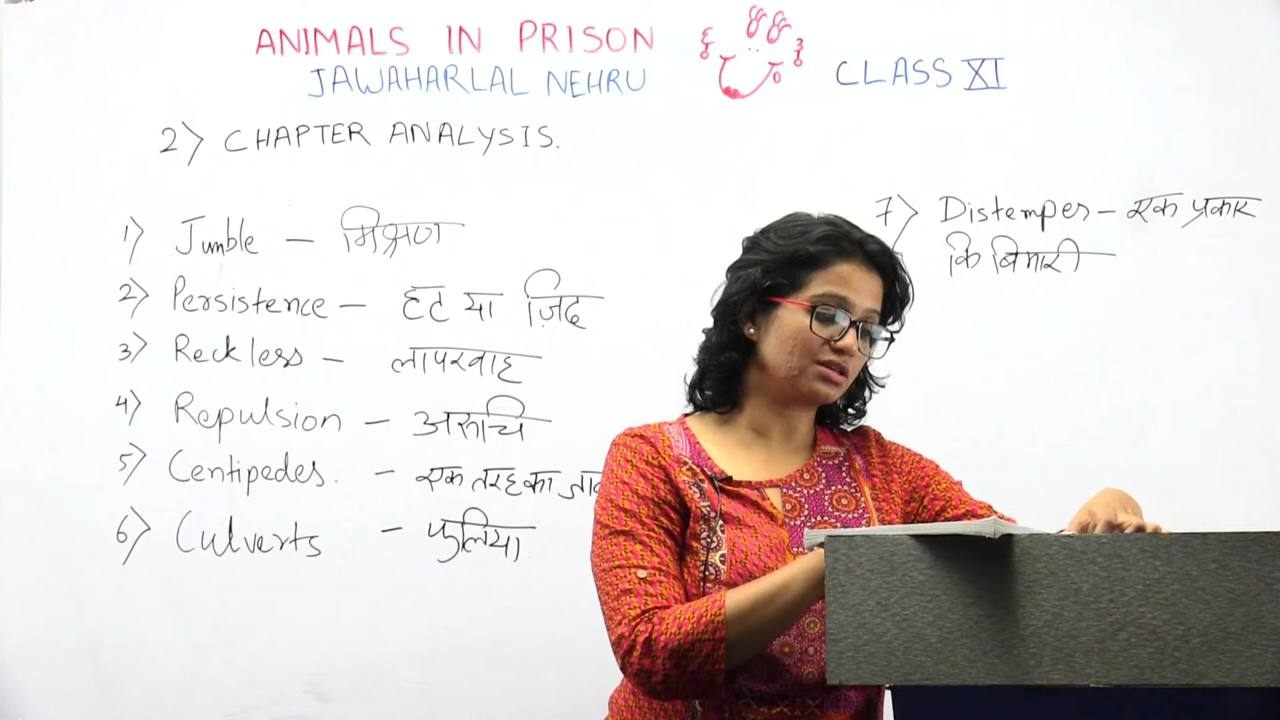 ANIMALS IN PRISON
JAWAHARLAL NEHRU
CLASS XI
2) CHAPTER ANALYSIS.
1) Jumble – मिश्रण
2) Persistence – हट या ज़िद
3) Reckless – लापरवाह
4) Repulsion – अरुचि
5) Centipedes. – एक तरह का
6) Culverts – पुलिया
7) Distemper – एक प्रकार
कि बिमारी